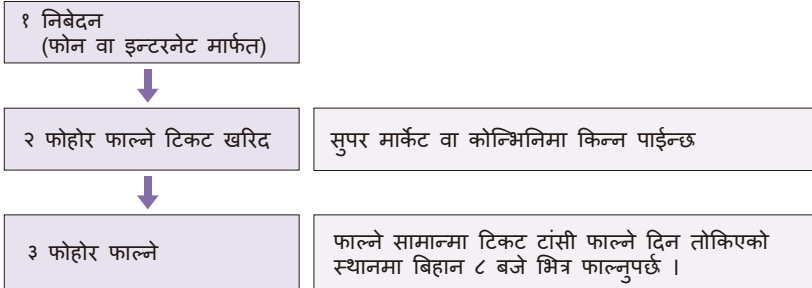 १ निबेदन
(फोन वा इन्टरनेट मार्फत)
२ फोहोर फाल्ने टिकट खरिद
सुपर मार्केट वा कोन्भिनिमा किन्न पाईन्छ
३ फोहोर फाल्ने
फाल्ने सामान्मा टिकट टांसी फाल्ने दिन तोकिएको
स्थानमा बिहान ८ बजे भित्र फाल्नुपर्छ ।